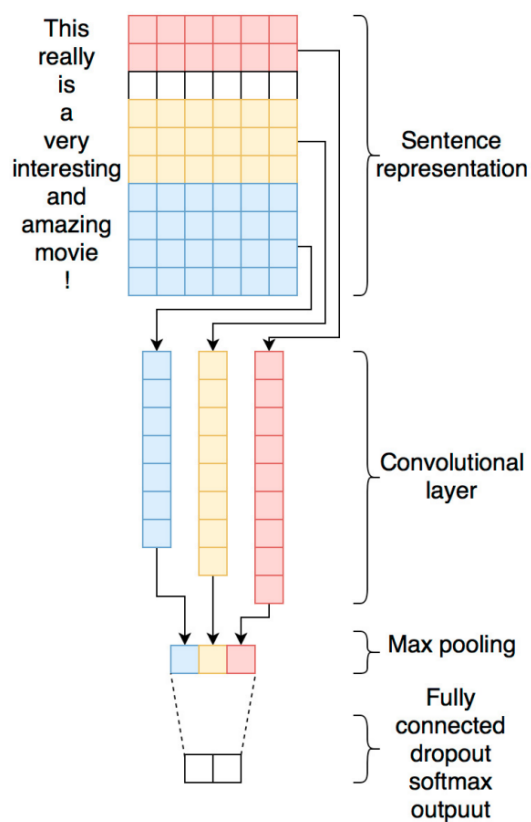 This
really
is
a
very
interesting
and
amazing
movie
!
Sentence
representation
Convolutional
layer
Max pooling
Fully
connected
dropout
softmax
outpuut